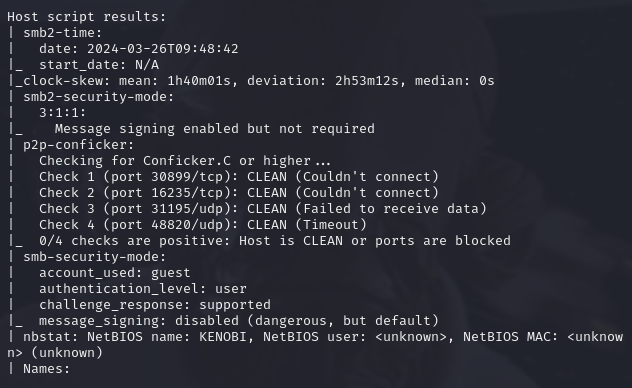 Host script results:
| smb2-time:
|   date: 2024-03-26T09:48:42
|_  start_date: N/A
|_clock-skew: mean: 1h40m01s, deviation: 2h53m12s, median: 0s
| smb2-security-mode:
|   3:1:1:
|_    Message signing enabled but not required
| p2p-conficker:
|   Checking for Conficker.C or higher...
|   Check 1 (port 30899/tcp): CLEAN (Couldn't connect)
|   Check 2 (port 16235/tcp): CLEAN (Couldn't connect)
|   Check 3 (port 31195/udp): CLEAN (Failed to receive data)
|   Check 4 (port 48820/udp): CLEAN (Timeout)
|_  0/4 checks are positive: Host is CLEAN or ports are blocked
| smb-security-mode:
|   account_used: guest
|   authentication_level: user
|   challenge_response: supported
|_  message_signing: disabled (dangerous, but default)
| nbstat: NetBIOS name: KENOBI, NetBIOS user: <unknown>, NetBIOS MAC: <unknow
n> (unknown)
| Names: